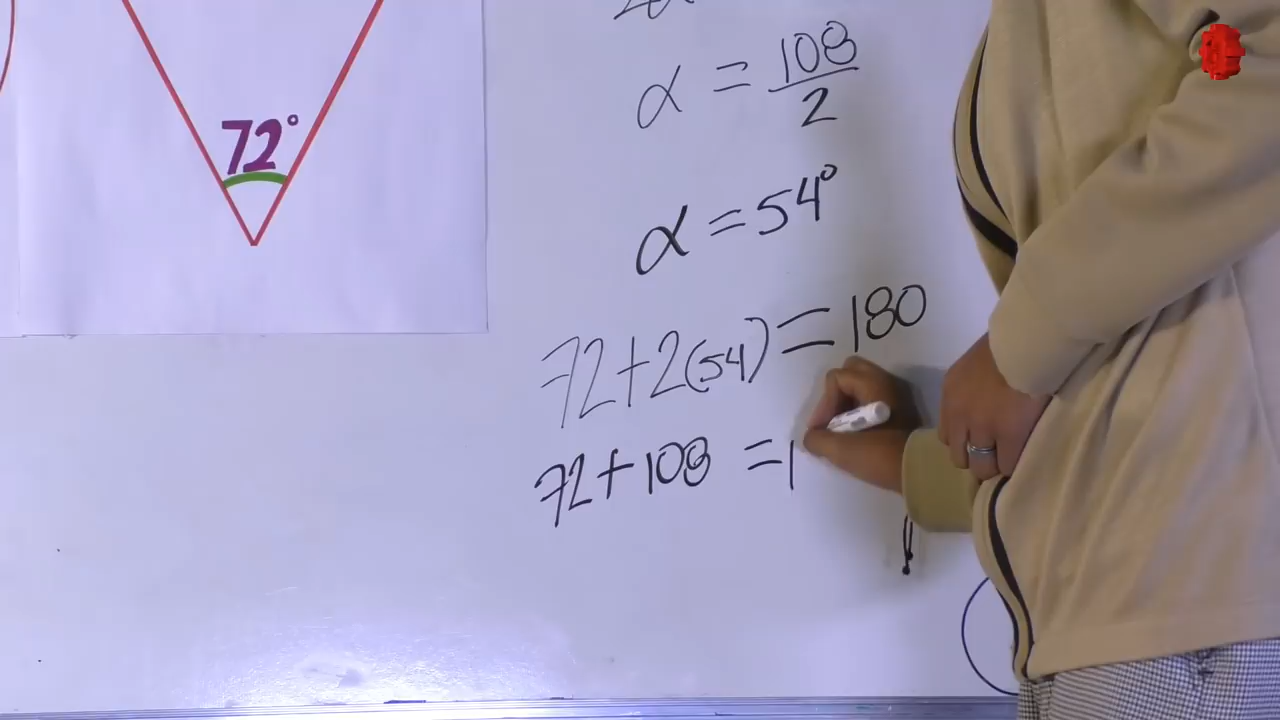 α = 108/2
72°
α = 54°
72+2(54) = 180
72+108 = 1